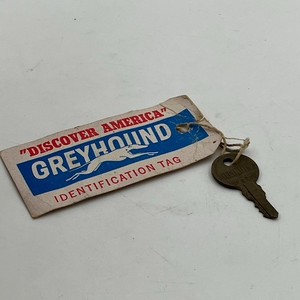 "DISCOVER AMERICA"
GREYHOUND
IDENTIFICATION TAG